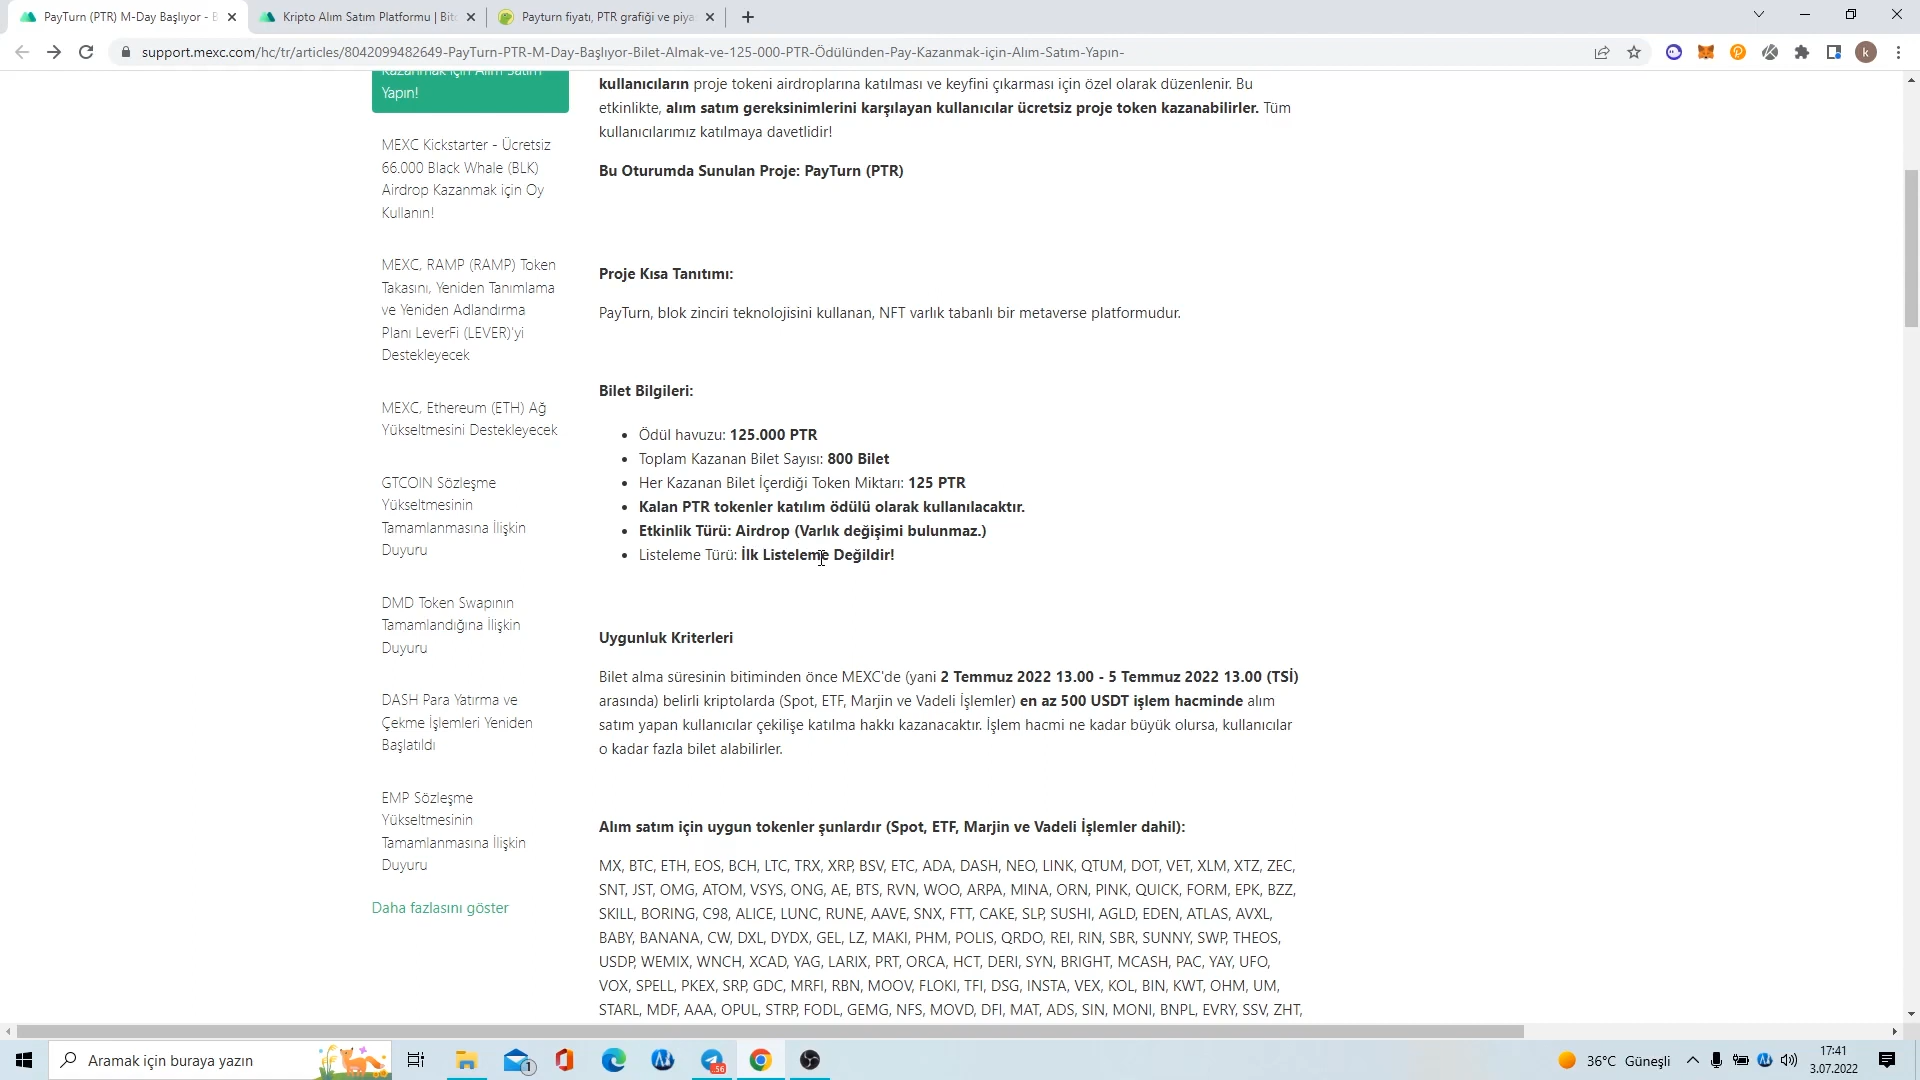 PayTurn (PTR) M-Day Başlıyor - B
Kripto Alım Satım Platformu | Bitc
Payturn fiyatı, PTR grafiği ve piya
support.mexc.com/hc/tr/articles/8042099482649-PayTurn-PTR-M-Day-Başlıyor-Bilet-Almak-ve-125-000-PTR-Ödülünden-Pay-Kazanmak-için-Alım-Satım-Yapın-
k
Kazanmak için Alım Satım
Yapın!
MEXC Kickstarter - Ücretsiz
66.000 Black Whale (BLK)
Airdrop Kazanmak için Oy
Kullanın!
MEXC, RAMP (RAMP) Token
Takasını, Yeniden Tanımlama
ve Yeniden Adlandırma
Planı LeverFi (LEVER)'yi
Destekleyecek
MEXC, Ethereum (ETH) Ağ
Yükseltmesini Destekleyecek
GTCOIN Sözleşme
Yükseltmesinin
Tamamlanmasına İlişkin
Duyuru
DMD Token Swapının
Tamamlandığına İlişkin
Duyuru
DASH Para Yatırma ve
Çekme İşlemleri Yeniden
Başlatıldı
EMP Sözleşme
Yükseltmesinin
Tamamlanmasına İlişkin
Duyuru
Daha fazlasını göster
kullanıcıların proje tokeni airdroplarına katılması ve keyfini çıkarması için özel olarak düzenlenir. Bu
etkinlikte, alım satım gereksinimlerini karşılayan kullanıcılar ücretsiz proje token kazanabilirler. Tüm
kullanıcılarımız katılmaya davetlidir!
Bu Oturumda Sunulan Proje: PayTurn (PTR)
Proje Kısa Tanıtımı:
PayTurn, blok zinciri teknolojisini kullanan, NFT varlık tabanlı bir metaverse platformudur.
Bilet Bilgileri:
• Ödül havuzu: 125.000 PTR
• Toplam Kazanan Bilet Sayısı: 800 Bilet
• Her Kazanan Bilet İçerdiği Token Miktarı: 125 PTR
• Kalan PTR tokenler katılım ödülü olarak kullanılacaktır.
• Etkinlik Türü: Airdrop (Varlık değişimi bulunmaz.)
• Listeleme Türü: İlk Listeleme Değildir!
Uygunluk Kriterleri
Bilet alma süresinin bitiminden önce MEXC'de (yani 2 Temmuz 2022 13.00 - 5 Temmuz 2022 13.00 (TSİ)
arasında) belirli kriptolarda (Spot, ETF, Marjin ve Vadeli İşlemler) en az 500 USDT işlem hacminde alım
satım yapan kullanıcılar çekilişe katılma hakkı kazanacaktır. İşlem hacmi ne kadar büyük olursa, kullanıcılar
o kadar fazla bilet alabilirler.
Alım satım için uygun tokenler şunlardır (Spot, ETF, Marjin ve Vadeli İşlemler dahil):
MX, BTC, ETH, EOS, BCH, LTC, TRX, XRP, BSV, ETC, ADA, DASH, NEO, LINK, QTUM, DOT, VET, XLM, XTZ, ZEC,
SNT, JST, OMG, ATOM, VSYS, ONG, AE, BTS, RVN, WOO, ARPA, MINA, ORN, PINK, QUICK, FORM, EPK, BZZ,
SKILL, BORING, C98, ALICE, LUNC, RUNE, AAVE, SNX, FTT, CAKE, SLP, SUSHI, AGLD, EDEN, ATLAS, AVXL,
BABY, BANANA, CW, DXL, DYDX, GEL, LZ, MAKI, PHM, POLIS, QRDO, REI, RIN, SBR, SUNNY, SWP, THEOS,
USDP, WEMIX, WNCH, XCAD, YAG, LARIX, PRT, ORCA, HCT, DERI, SYN, BRIGHT, MCASH, PAC, YAY, UFO,
VOX, SPELL, PKEX, SRP, GDC, MRFI, RBN, MOOV, FLOKI, TFI, DSG, INSTA, VEX, KOL, BIN, KWT, OHM, UM,
STARL, MDF, AAA, OPUL, STRP, FODL, GEMG, NFS, MOVD, DFI, MAT, ADS, SIN, MONI, BNPL, EVRY, SSV, ZHT,
Aramak için buraya yazın
1
56
36°C Güneşli
17:41
3.07.2022